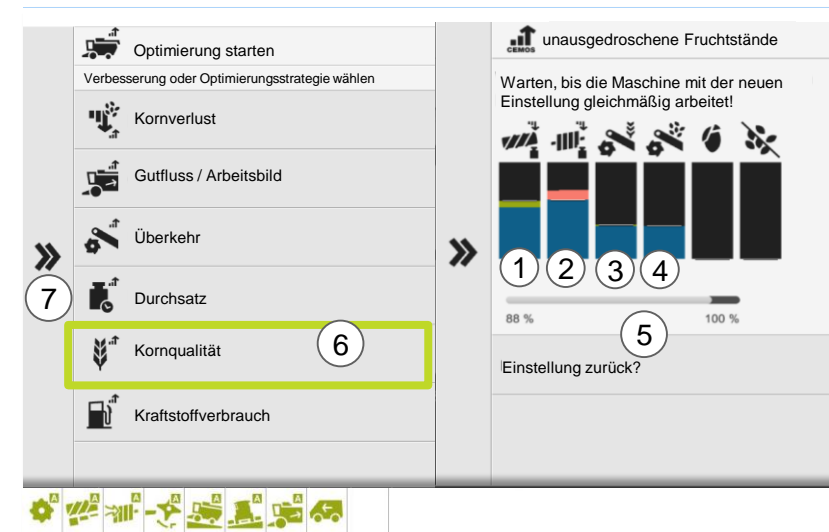 Optimierung starten
Verbesserung oder Optimierungsstrategie wählen
Kornverlust
Gutfluss / Arbeitsbild
Überkehr
7
Durchsatz
Kornqualität
6
Kraftstoffverbrauch
CEMOS
unausgedroschene Fruchtstände
Warten, bis die Maschine mit der neuen
Einstellung gleichmäßig arbeitet!
1 2 3 4
88 % 100 %
5
Einstellung zurück?
A A A A A A A